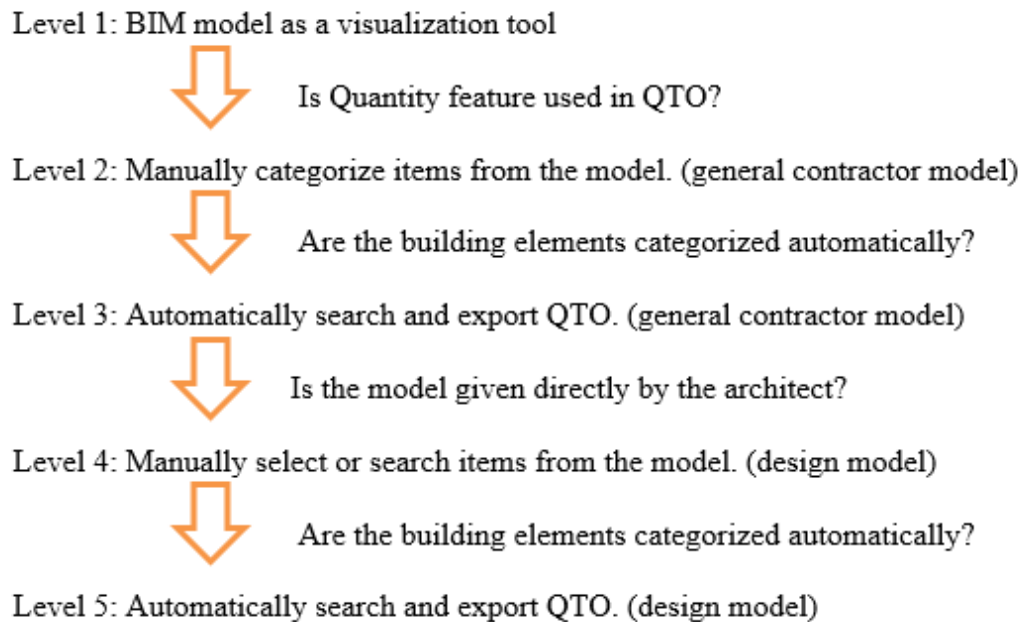 Level 1: BIM model as a visualization tool
Is Quantity feature used in QTO?
Level 2: Manually categorize items from the model. (general contractor model)
Are the building elements categorized automatically?
Level 3: Automatically search and export QTO. (general contractor model)
Is the model given directly by the architect?
Level 4: Manually select or search items from the model. (design model)
Are the building elements categorized automatically?
Level 5: Automatically search and export QTO. (design model)